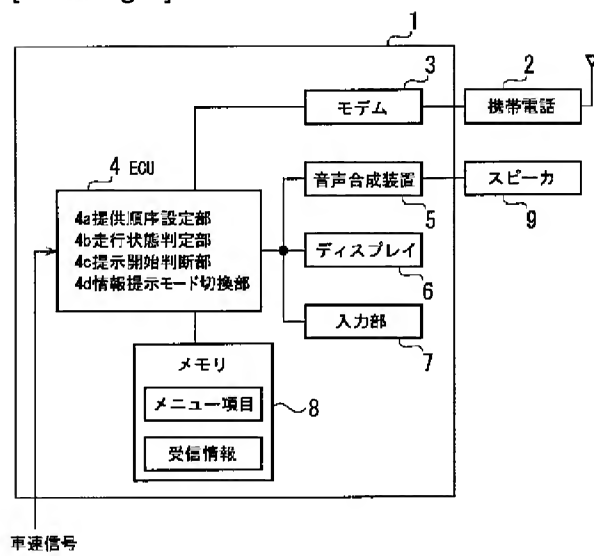 1
3
2
モデム
携帯電話
4 ECU
音声合成装置
スピーカ
5
9
4a提供順序設定部
4b走行状態判定部
4c提示開始判断部
4d情報提示モード切換部
ディスプレイ
6
入力部
7
メモリ
メニュー項目
8
受信情報
車速信号